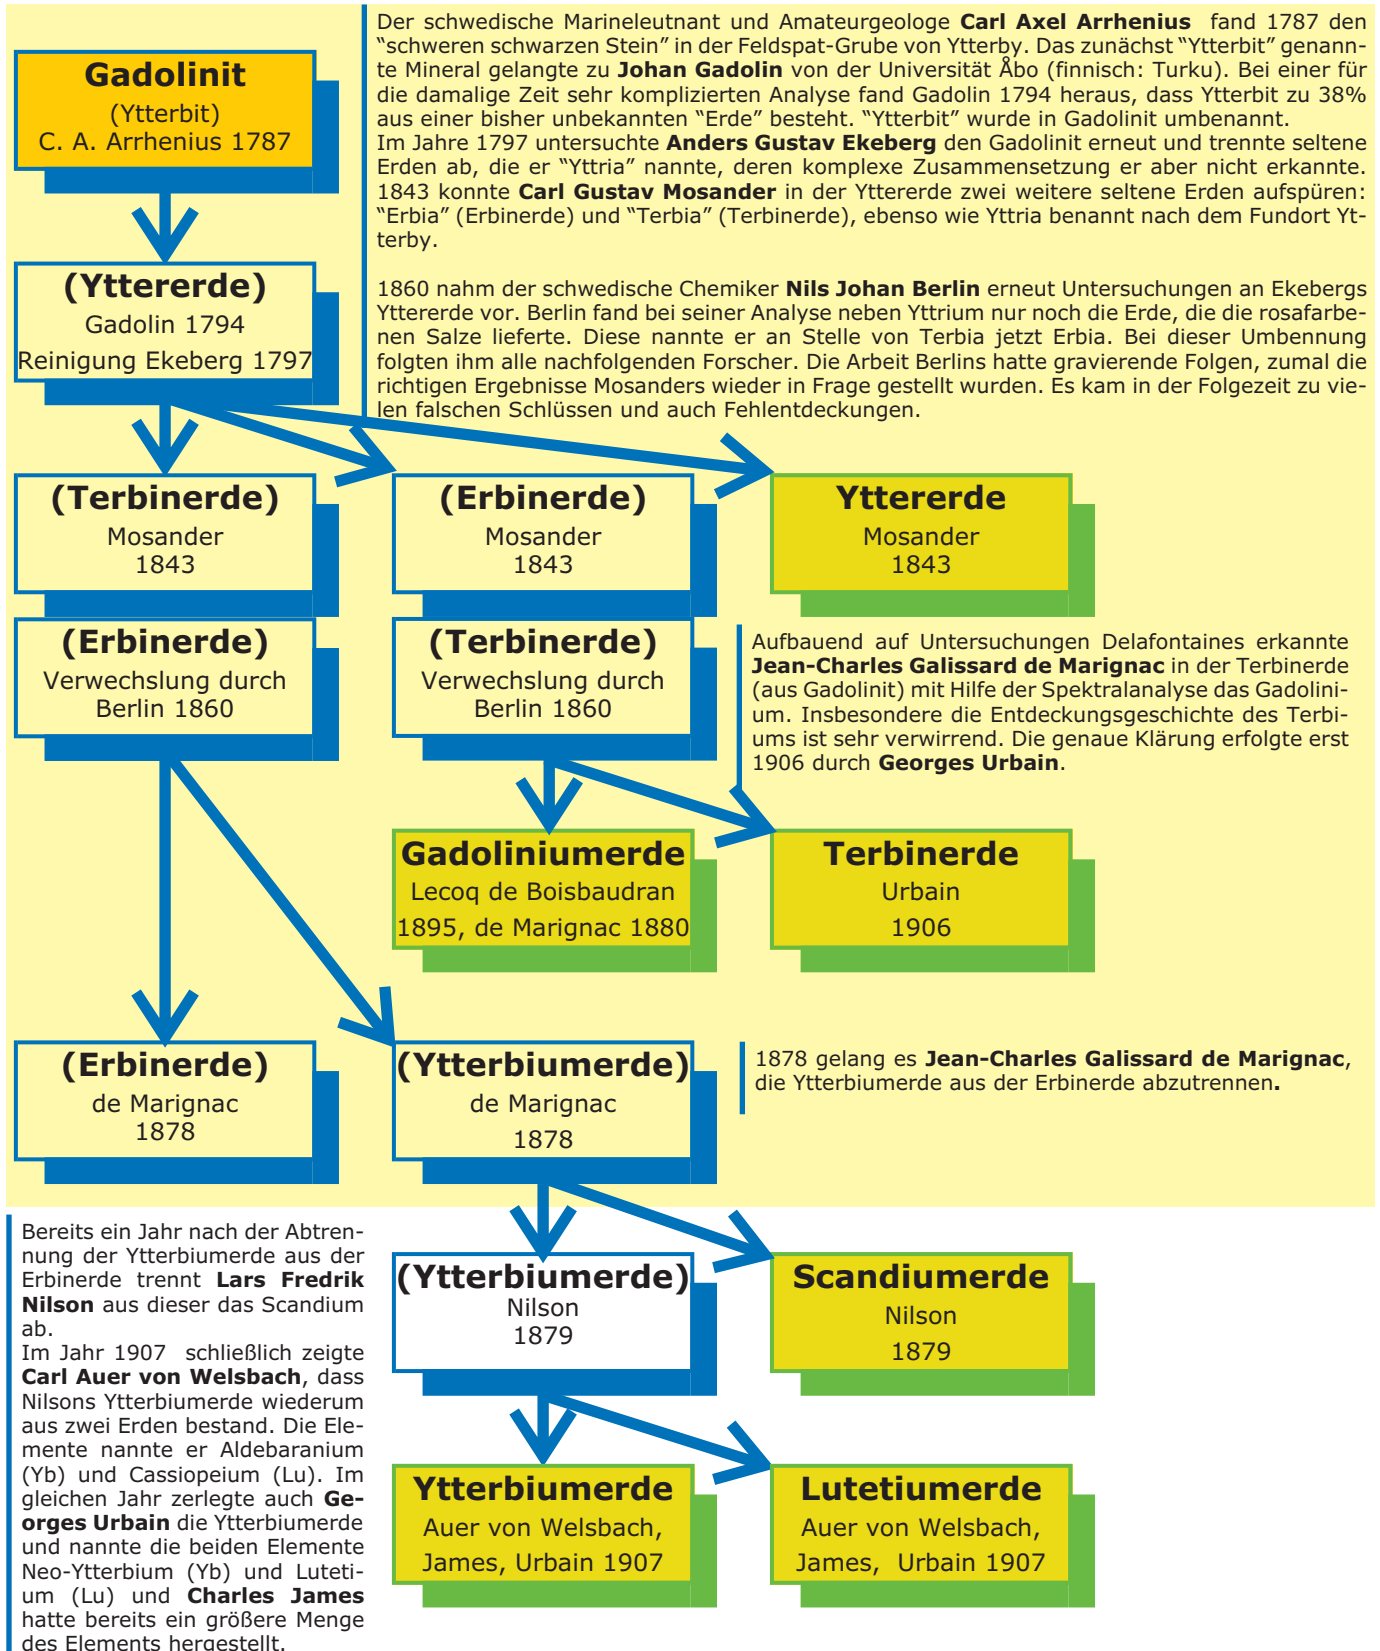 Gadolinit
(Ytterbit)
C. A. Arrhenius 1787
Der schwedische Marineleutnant und Amateurgeologe Carl Axel Arrhenius fand 1787 den
“schweren schwarzen Stein” in der Feldspat-Grube von Ytterby. Das zunächst “Ytterbit” genann-
te Mineral gelangte zu Johan Gadolin von der Universität Åbo (finnisch: Turku). Bei einer für
die damalige Zeit sehr komplizierten Analyse fand Gadolin 1794 heraus, dass Ytterbit zu 38%
aus einer bisher unbekannten “Erde” besteht. “Ytterbit” wurde in Gadolinit umbenannt.
Im Jahre 1797 untersuchte Anders Gustav Ekeberg den Gadolinit erneut und trennte seltene
Erden ab, die er “Yttria” nannte, deren komplexe Zusammensetzung er aber nicht erkannte.
1843 konnte Carl Gustav Mosander in der Yttererde zwei weitere seltene Erden aufspüren:
“Erbia” (Erbinerde) und “Terbia” (Terbinerde), ebenso wie Yttria benannt nach dem Fundort Yt-
terby.
1860 nahm der schwedische Chemiker Nils Johan Berlin erneut Untersuchungen an Ekebergs
Yttererde vor. Berlin fand bei seiner Analyse neben Yttrium nur noch die Erde, die die rosafarbe-
nen Salze lieferte. Diese nannte er an Stelle von Terbia jetzt Erbia. Bei dieser Umbennung
folgten ihm alle nachfolgenden Forscher. Die Arbeit Berlins hatte gravierende Folgen, zumal die
richtigen Ergebnisse Mosanders wieder in Frage gestellt wurden. Es kam in der Folgezeit zu vie-
len falschen Schlüssen und auch Fehlentdeckungen.
(Yttererde)
Gadolin 1794
Reinigung Ekeberg 1797
(Terbinerde)
Mosander
1843
(Erbinerde)
Mosander
1843
Yttererde
Mosander
1843
(Erbinerde)
Verwechslung durch
Berlin 1860
(Terbinerde)
Verwechslung durch
Berlin 1860
Aufbauend auf Untersuchungen Delafontaines erkannte
Jean-Charles Galissard de Marignac in der Terbinerde
(aus Gadolinit) mit Hilfe der Spektralanalyse das Gadolini-
um. Insbesondere die Entdeckungsgeschichte des Terbi-
ums ist sehr verwirrend. Die genaue Klärung erfolgte erst
1906 durch Georges Urbain.
Gadoliniumerde
Lecoq de Boisbaudran
1895, de Marignac 1880
Terbinerde
Urbain
1906
(Erbinerde)
de Marignac
1878
(Ytterbiumerde)
de Marignac
1878
1878 gelang es Jean-Charles Galissard de Marignac,
die Ytterbiumerde aus der Erbinerde abzutrennen.
Bereits ein Jahr nach der Abtren-
nung der Ytterbiumerde aus der
Erbinerde trennt Lars Fredrik
Nilson aus dieser das Scandium
ab.
Im Jahr 1907 schließlich zeigte
Carl Auer von Welsbach, dass
Nilsons Ytterbiumerde wiederum
aus zwei Erden bestand. Die Ele-
mente nannte er Aldebaranium
(Yb) und Cassiopeium (Lu). Im
gleichen Jahr zerlegte auch Ge-
orges Urbain die Ytterbiumerde
und nannte die beiden Elemente
Neo-Ytterbium (Yb) und Luteti-
um (Lu) und Charles James
hatte bereits ein größere Menge
des Elements hergestellt.
(Ytterbiumerde)
Nilson
1879
Scandiumerde
Nilson
1879
Ytterbiumerde
Auer von Welsbach,
James, Urbain 1907
Lutetiumerde
Auer von Welsbach,
James, Urbain 1907